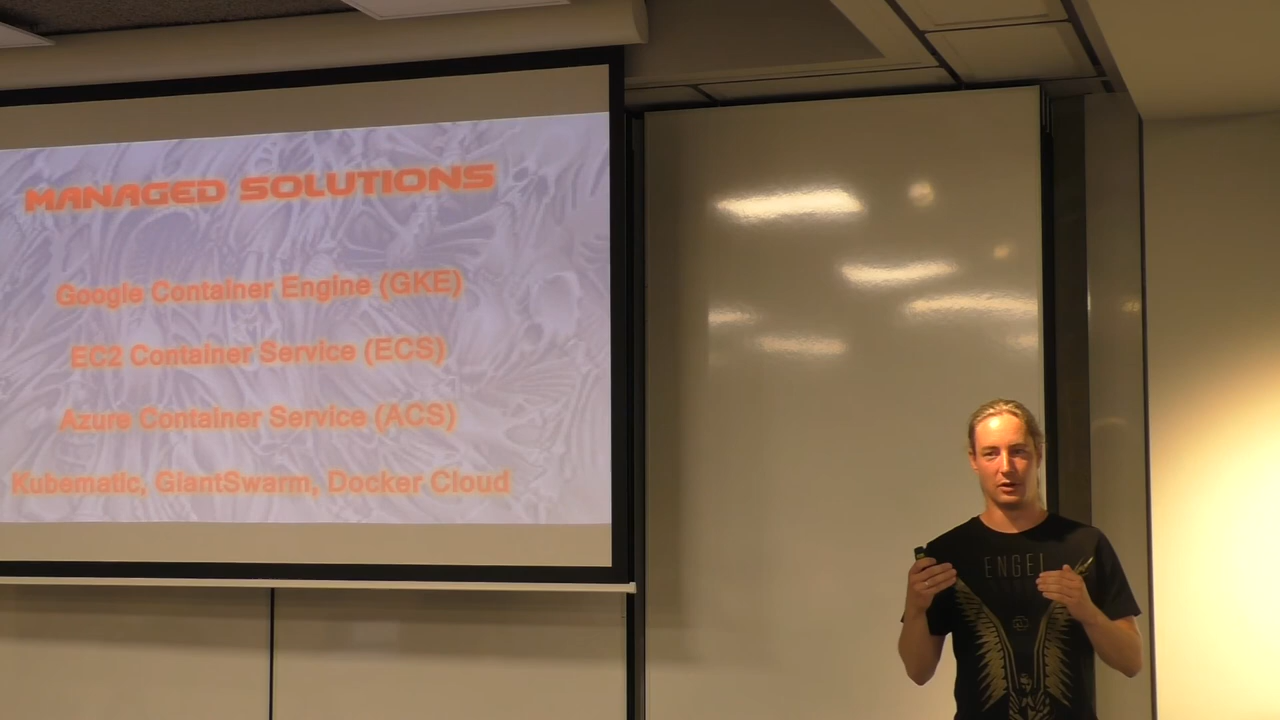 MANAGED SOLUTIONS
Google Container Engine (GKE)
EC2 Container Service (ECS)
Azure Container Service (ACS)
Kubematic, GiantSwarm, Docker Cloud
ENGEL